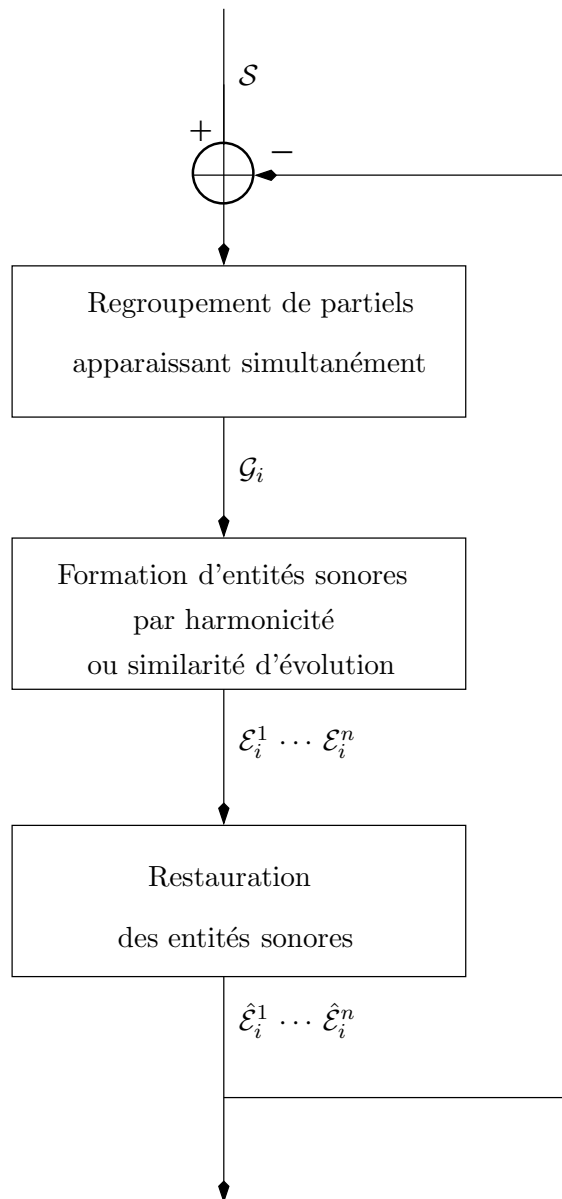 𝒮
+
−
Regroupement de partiels
apparaissant simultanément
𝒢ᵢ
Formation d'entités sonores
par harmonicité
ou similarité d'évolution
ℰᵢ¹ ⋯ ℰᵢⁿ
Restauration
des entités sonores
ℰ̂ᵢ¹ ⋯ ℰ̂ᵢⁿ